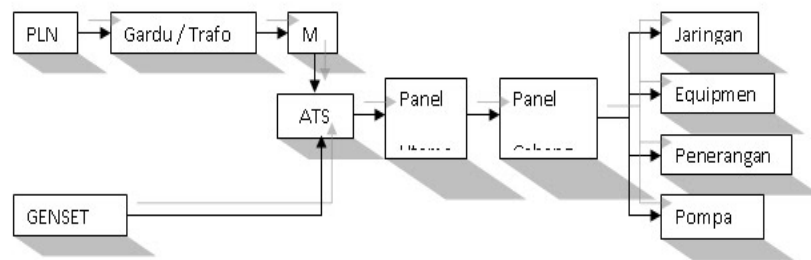 PLN
Gardu / Trafo
M
ATS
Panel
Panel
GENSET
Jaringan
Equipmen
Penerangan
Pompa